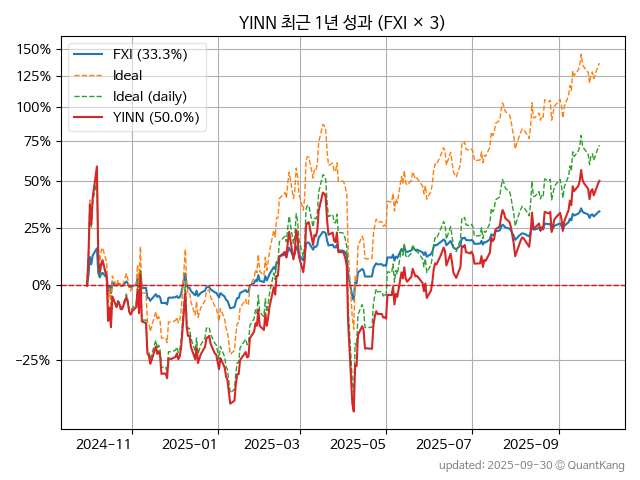 YINN 최근 1년 성과 (FXI × 3)
FXI (33.3%)
Ideal
Ideal (daily)
YINN (50.0%)
150%
125%
100%
75%
50%
25%
0%
−25%
2024-11
2025-01
2025-03
2025-05
2025-07
2025-09
updated: 2025-09-30 © QuantKang